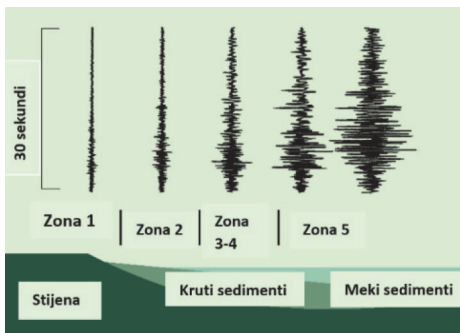 30 sekundi
Zona 1
Zona 2
Zona
3-4
Zona 5
Stijena
Kruti sedimenti
Meki sedimenti